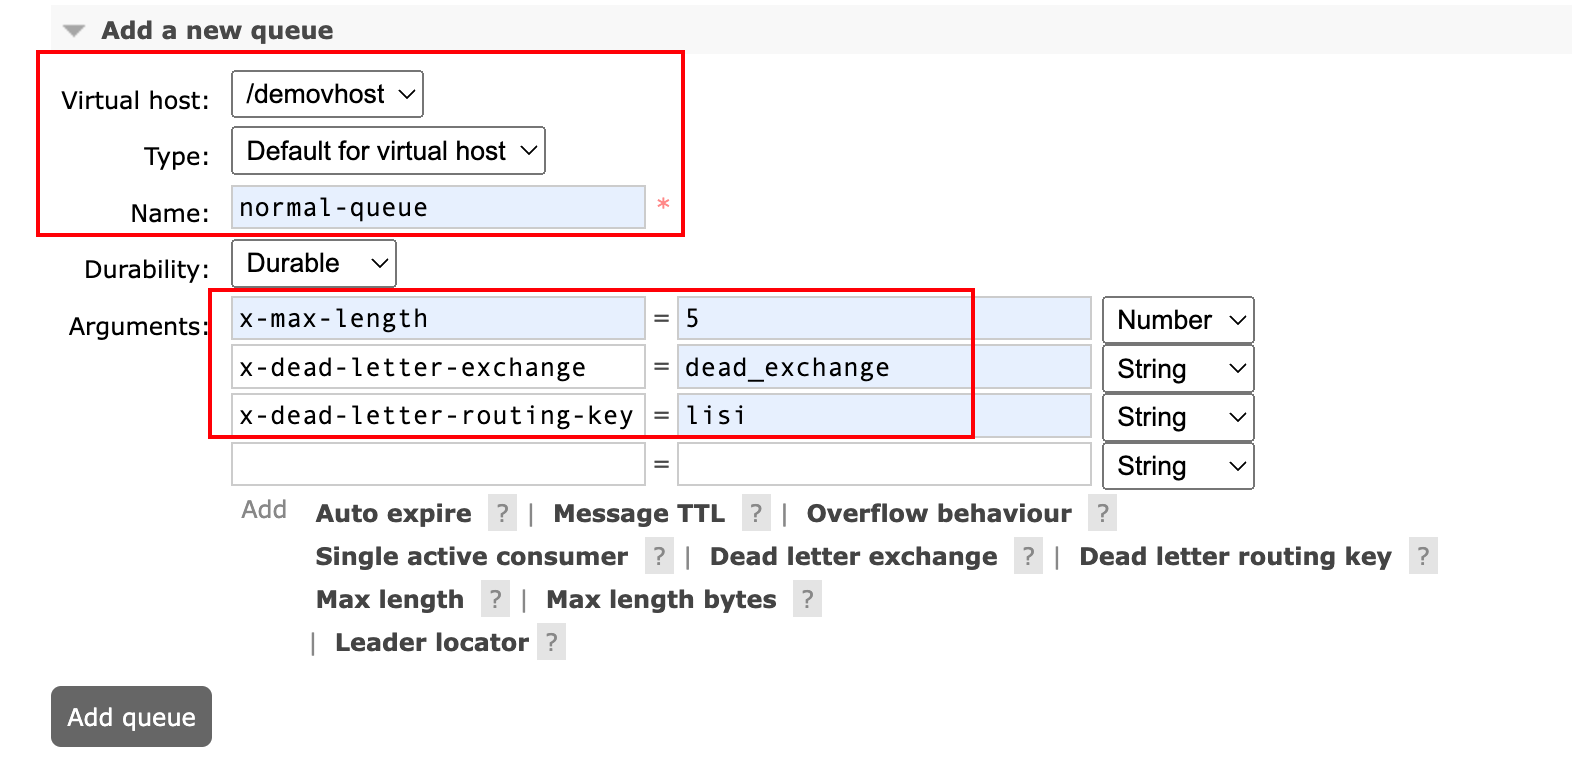 Add a new queue
Virtual host: /demovhost
Type: Default for virtual host
Name: normal-queue *
Durability: Durable
Arguments: x-max-length = 5 Number
x-dead-letter-exchange = dead_exchange String
x-dead-letter-routing-key = lisi String
= String
Add Auto expire ? | Message TTL ? | Overflow behaviour ?
Single active consumer ? | Dead letter exchange ? | Dead letter routing key ?
Max length ? | Max length bytes ?
| Leader locator ?
Add queue